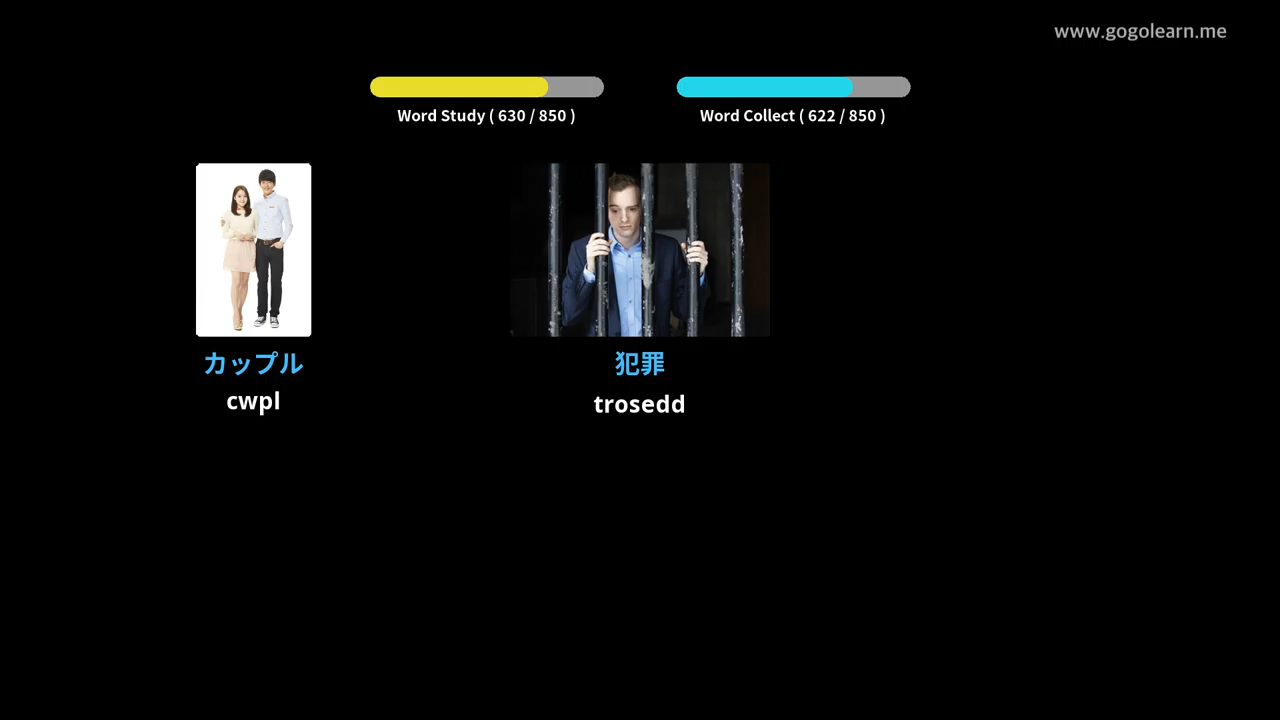 www.gogolearn.me
Word Study ( 630 / 850 )
Word Collect ( 622 / 850 )
カップル
犯罪
cwpl
trosedd